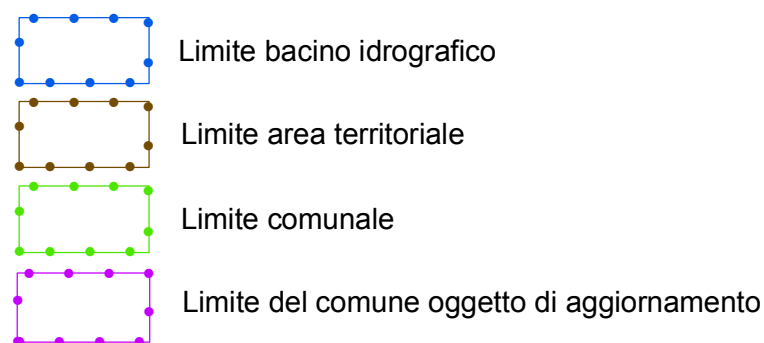 Limite bacino idrografico
Limite area territoriale
Limite comunale
Limite del comune oggetto di aggiornamento